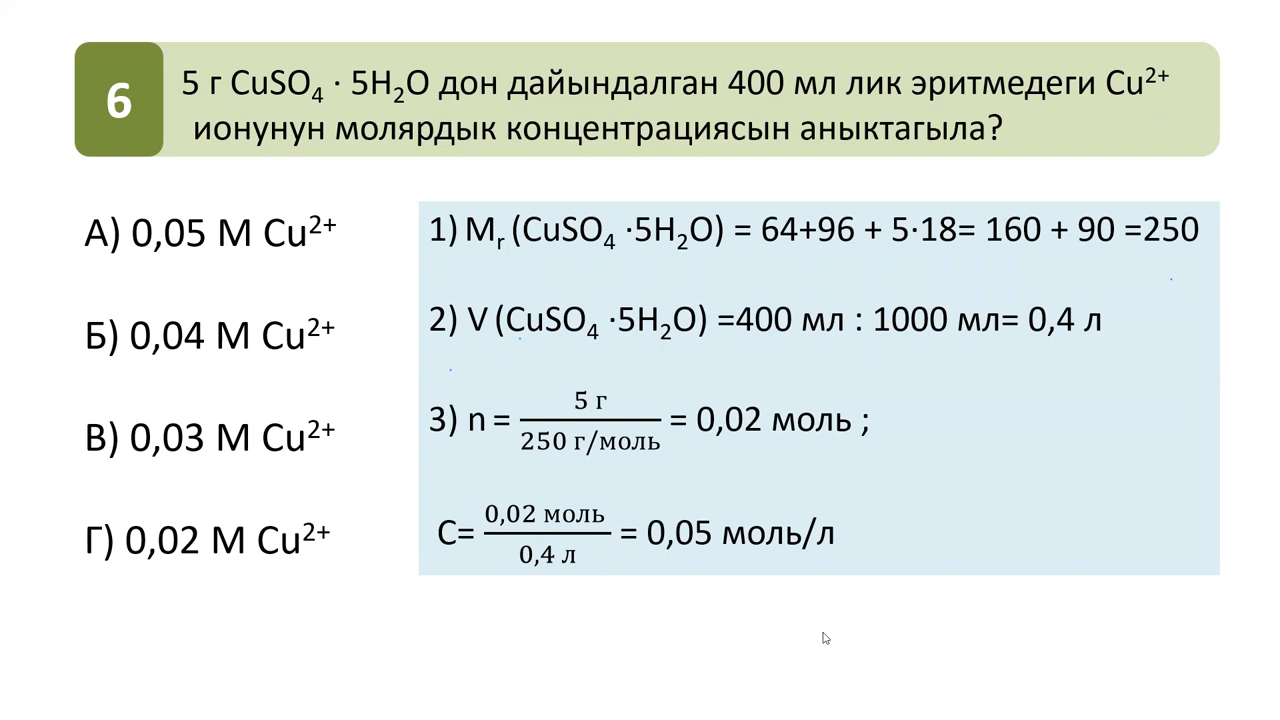 6
5 г CuSO₄ · 5H₂O дон дайындалган 400 мл лик эритмедеги Cu²⁺
ионунун молярдык концентрациясын аныктагыла?
А) 0,05 М Cu²⁺
Б) 0,04 М Cu²⁺
В) 0,03 М Cu²⁺
Г) 0,02 М Cu²⁺
1) Mᵣ (CuSO₄ ·5H₂O) = 64+96 + 5·18= 160 + 90 =250
2) V (CuSO₄ ·5H₂O) =400 мл : 1000 мл= 0,4 л
3) n = 5 г / 250 г/моль = 0,02 моль ;
C= 0,02 моль / 0,4 л = 0,05 моль/л